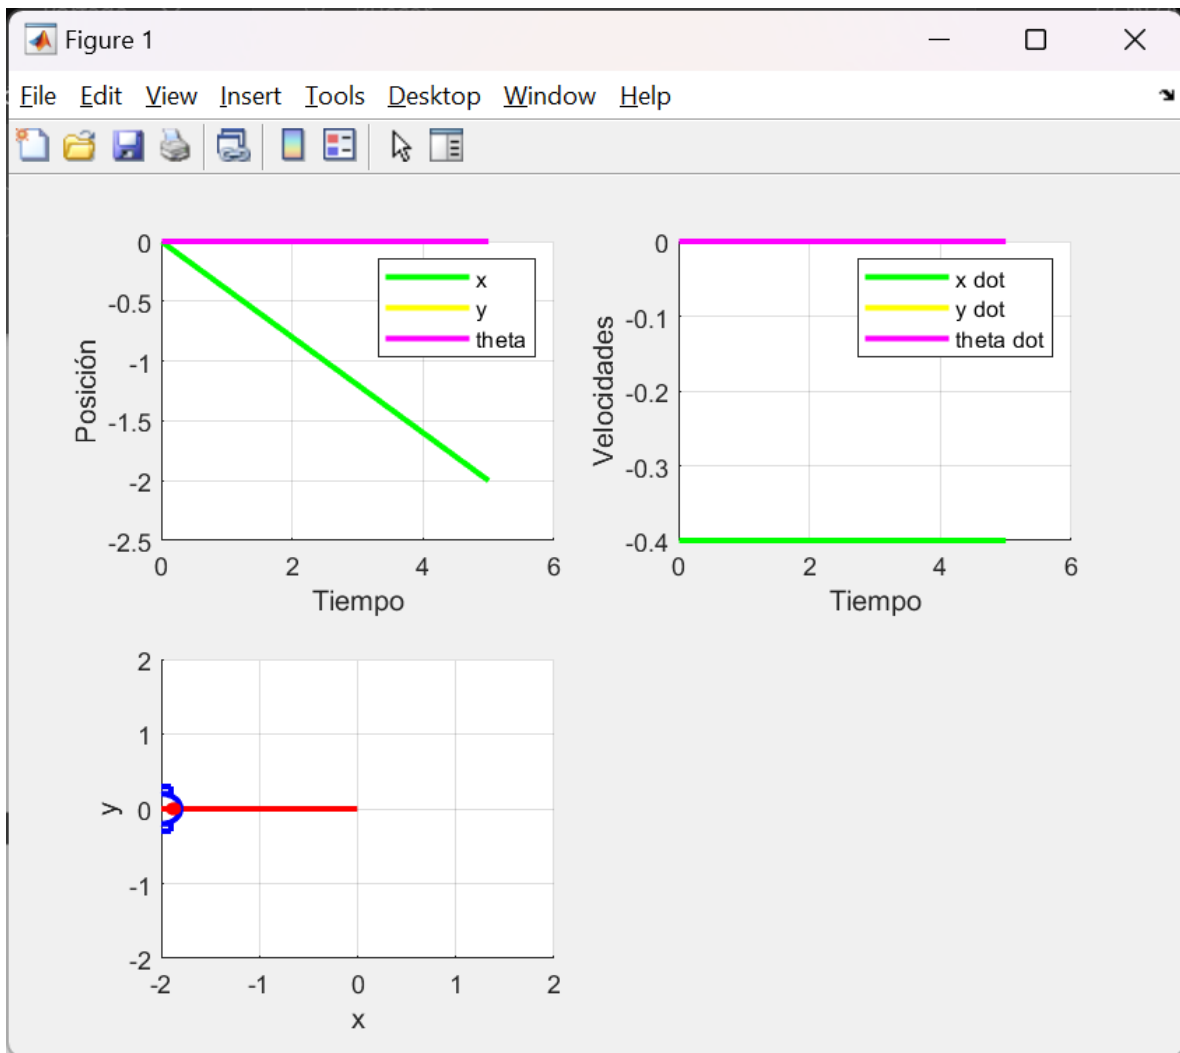 Figure 1
File Edit View Insert Tools Desktop Window Help
0
-0.5
-1
-1.5
-2
-2.5
0 2 4 6
Posición
Tiempo
x
y
theta
0
-0.1
-0.2
-0.3
-0.4
0 2 4 6
Velocidades
Tiempo
x dot
y dot
theta dot
2
1
0
-1
-2
-2 -1 0 1 2
y
x